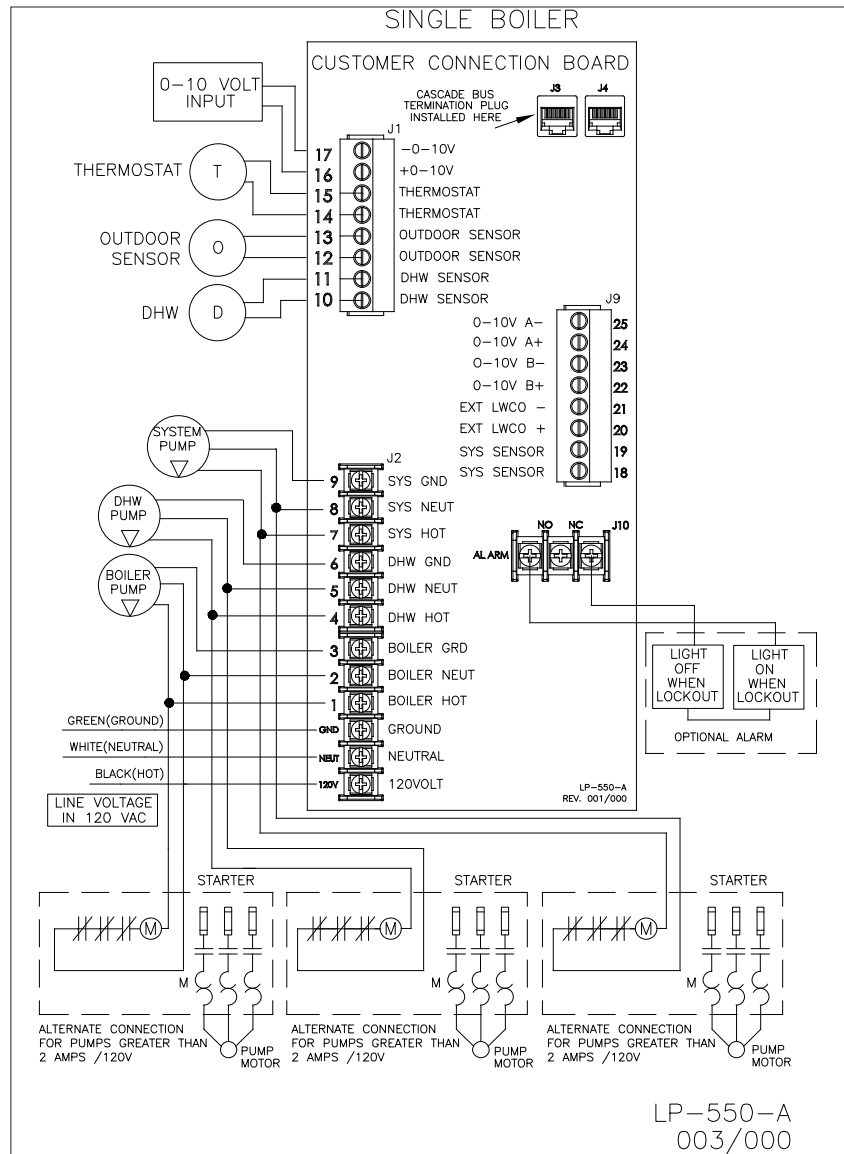 SINGLE BOILER
CUSTOMER CONNECTION BOARD
0-10 VOLT
INPUT
CASCADE BUS
TERMINATION PLUG
INSTALLED HERE
J3
J4
J1
17
-0-10V
16
+0-10V
THERMOSTAT
T
15
THERMOSTAT
14
THERMOSTAT
OUTDOOR
SENSOR
O
13
OUTDOOR SENSOR
12
OUTDOOR SENSOR
DHW
D
11
DHW SENSOR
10
DHW SENSOR
J9
0-10V A-
25
0-10V A+
24
0-10V B-
23
0-10V B+
22
EXT LWCO -
21
EXT LWCO +
20
SYS SENSOR
19
SYS SENSOR
18
SYSTEM
PUMP
DHW
PUMP
BOILER
PUMP
J2
9
SYS GND
8
SYS NEUT
7
SYS HOT
6
DHW GND
5
DHW NEUT
4
DHW HOT
3
BOILER GRD
2
BOILER NEUT
1
BOILER HOT
GREEN(GROUND)
GND
GROUND
WHITE(NEUTRAL)
NEUT
NEUTRAL
BLACK(HOT)
120V
120VOLT
NO
NC
J10
ALARM
LIGHT
OFF
WHEN
LOCKOUT
LIGHT
ON
WHEN
LOCKOUT
OPTIONAL ALARM
LINE VOLTAGE
IN 120 VAC
LP-550-A
REV. 001/000
STARTER
M
M
ALTERNATE CONNECTION
FOR PUMPS GREATER THAN
2 AMPS /120V
PUMP
MOTOR
STARTER
M
M
ALTERNATE CONNECTION
FOR PUMPS GREATER THAN
2 AMPS /120V
PUMP
MOTOR
STARTER
M
M
ALTERNATE CONNECTION
FOR PUMPS GREATER THAN
2 AMPS /120V
PUMP
MOTOR
LP-550-A
003/000